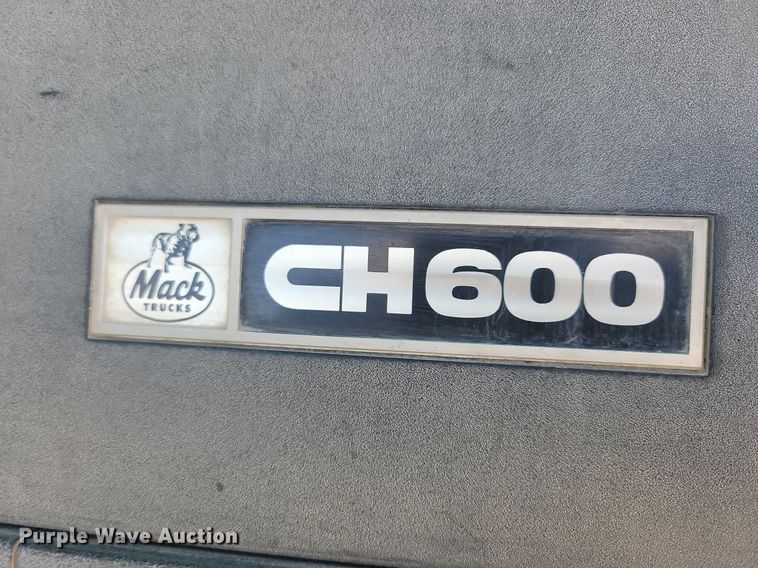 Mack
TRUCKS
CH600
Purple Wave Auction